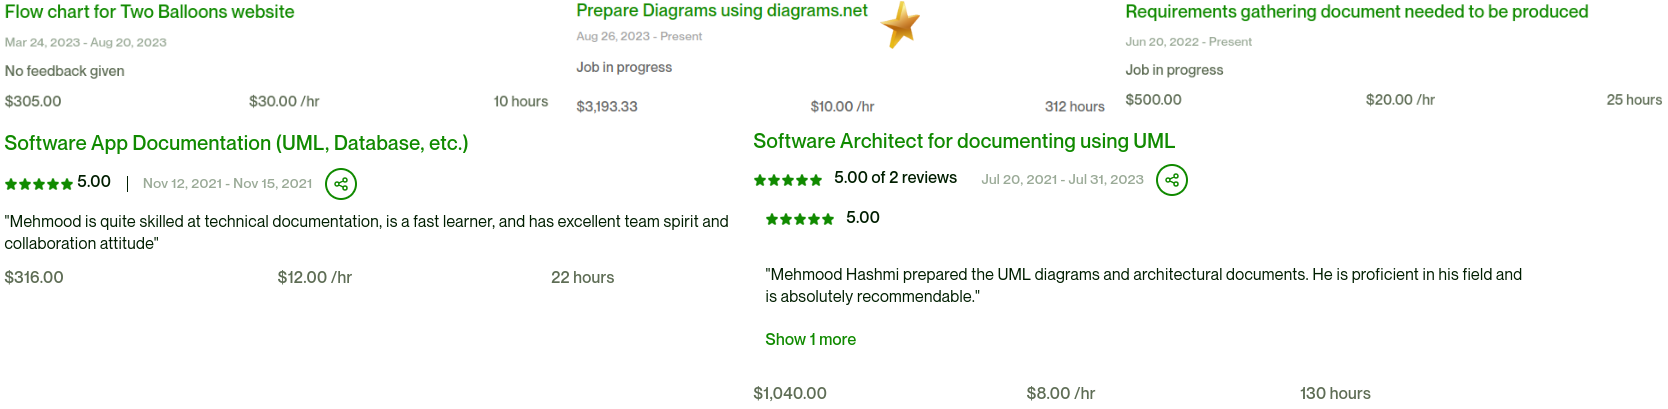 Flow chart for Two Balloons website
Mar 24, 2023 - Aug 20, 2023
No feedback given
$305.00 $30.00 /hr 10 hours
Prepare Diagrams using diagrams.net
Aug 26, 2023 - Present
Job in progress
$3,193.33 $10.00 /hr 312 hours
Requirements gathering document needed to be produced
Jun 20, 2022 - Present
Job in progress
$500.00 $20.00 /hr 25 hours
Software App Documentation (UML, Database, etc.)
5.00 | Nov 12, 2021 - Nov 15, 2021
"Mehmood is quite skilled at technical documentation, is a fast learner, and has excellent team spirit and
collaboration attitude"
$316.00 $12.00 /hr 22 hours
Software Architect for documenting using UML
5.00 of 2 reviews Jul 20, 2021 - Jul 31, 2023
5.00
"Mehmood Hashmi prepared the UML diagrams and architectural documents. He is proficient in his field and
is absolutely recommendable."
Show 1 more
$1,040.00 $8.00 /hr 130 hours